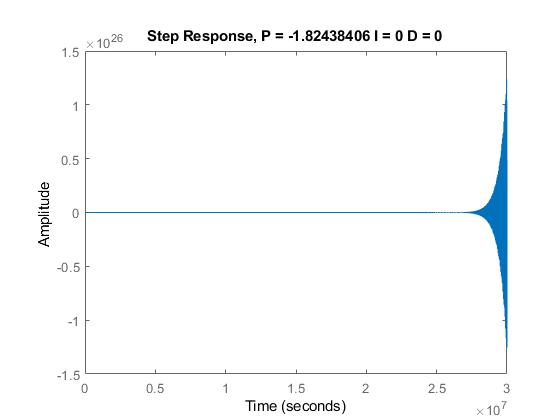 Step Response, P = -1.82438406 I = 0 D = 0
×10^26
1.5
1
0.5
0
-0.5
-1
-1.5
Amplitude
0 0.5 1 1.5 2 2.5 3
Time (seconds)
×10^7